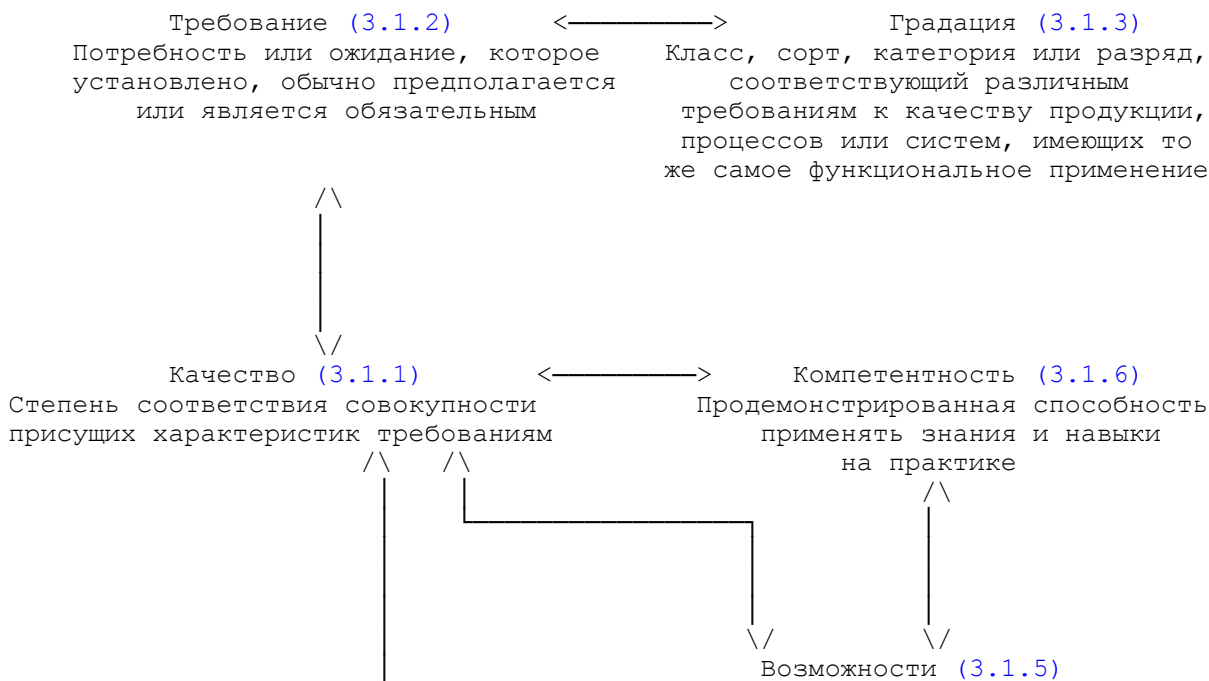 Требование (3.1.2)
Потребность или ожидание, которое
установлено, обычно предполагается
или является обязательным
Градация (3.1.3)
Класс, сорт, категория или разряд,
соответствующий различным
требованиям к качеству продукции,
процессов или систем, имеющих то
же самое функциональное применение
Качество (3.1.1)
Степень соответствия совокупности
присущих характеристик требованиям
Компетентность (3.1.6)
Продемонстрированная способность
применять знания и навыки
на практике
Возможности (3.1.5)